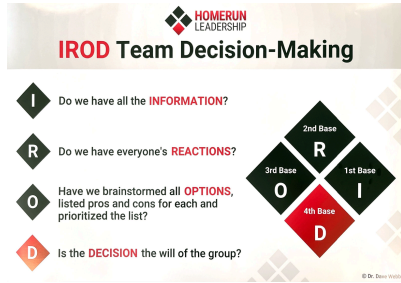 HOMERUN
LEADERSHIP
IROD Team Decision-Making
I
Do we have all the INFORMATION?
R
Do we have everyone's REACTIONS?
O
Have we brainstormed all OPTIONS,
listed pros and cons for each and
prioritized the list?
D
Is the DECISION the will of the group?
2nd Base
R
3rd Base
O
1st Base
I
4th Base
D
© Dr. Dave Webb